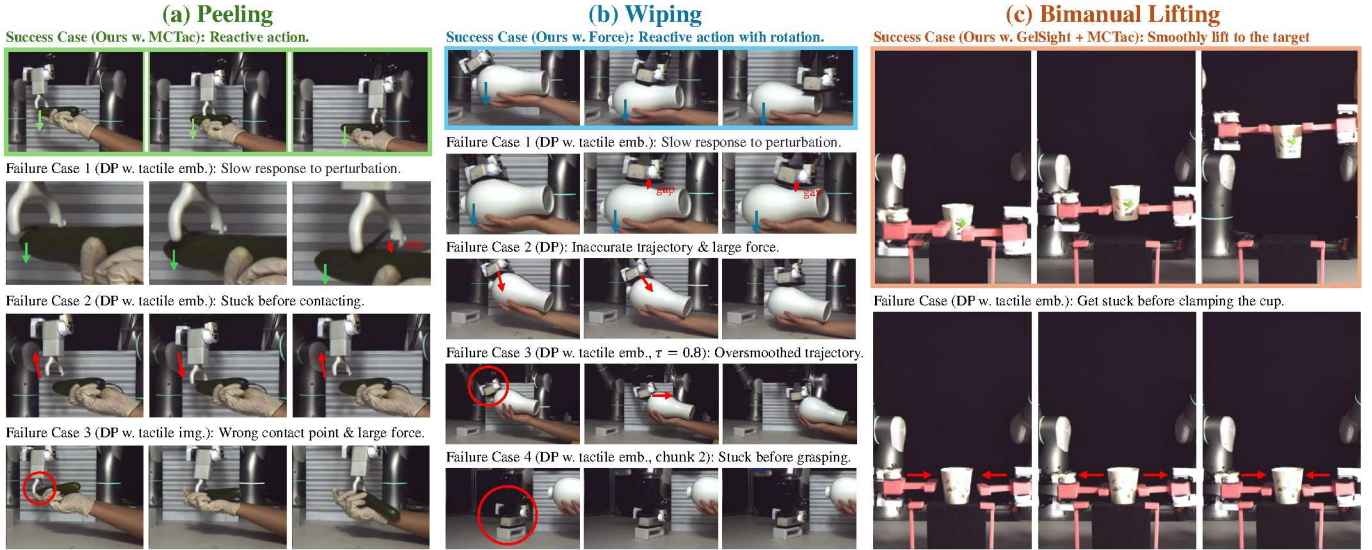 (a) Peeling
Success Case (Ours w. MCTac): Reactive action.
Failure Case 1 (DP w. tactile emb.): Slow response to perturbation.
gap
Failure Case 2 (DP w. tactile emb.): Stuck before contacting.
Failure Case 3 (DP w. tactile img.): Wrong contact point & large force.
(b) Wiping
Success Case (Ours w. Force): Reactive action with rotation.
Failure Case 1 (DP w. tactile emb.): Slow response to perturbation.
gap
gap
Failure Case 2 (DP): Inaccurate trajectory & large force.
Failure Case 3 (DP w. tactile emb., τ = 0.8): Oversmoothed trajectory.
Failure Case 4 (DP w. tactile emb., chunk 2): Stuck before grasping.
(c) Bimanual Lifting
Success Case (Ours w. GelSight + MCTac): Smoothly lift to the target
Failure Case (DP w. tactile emb.): Get stuck before clamping the cup.